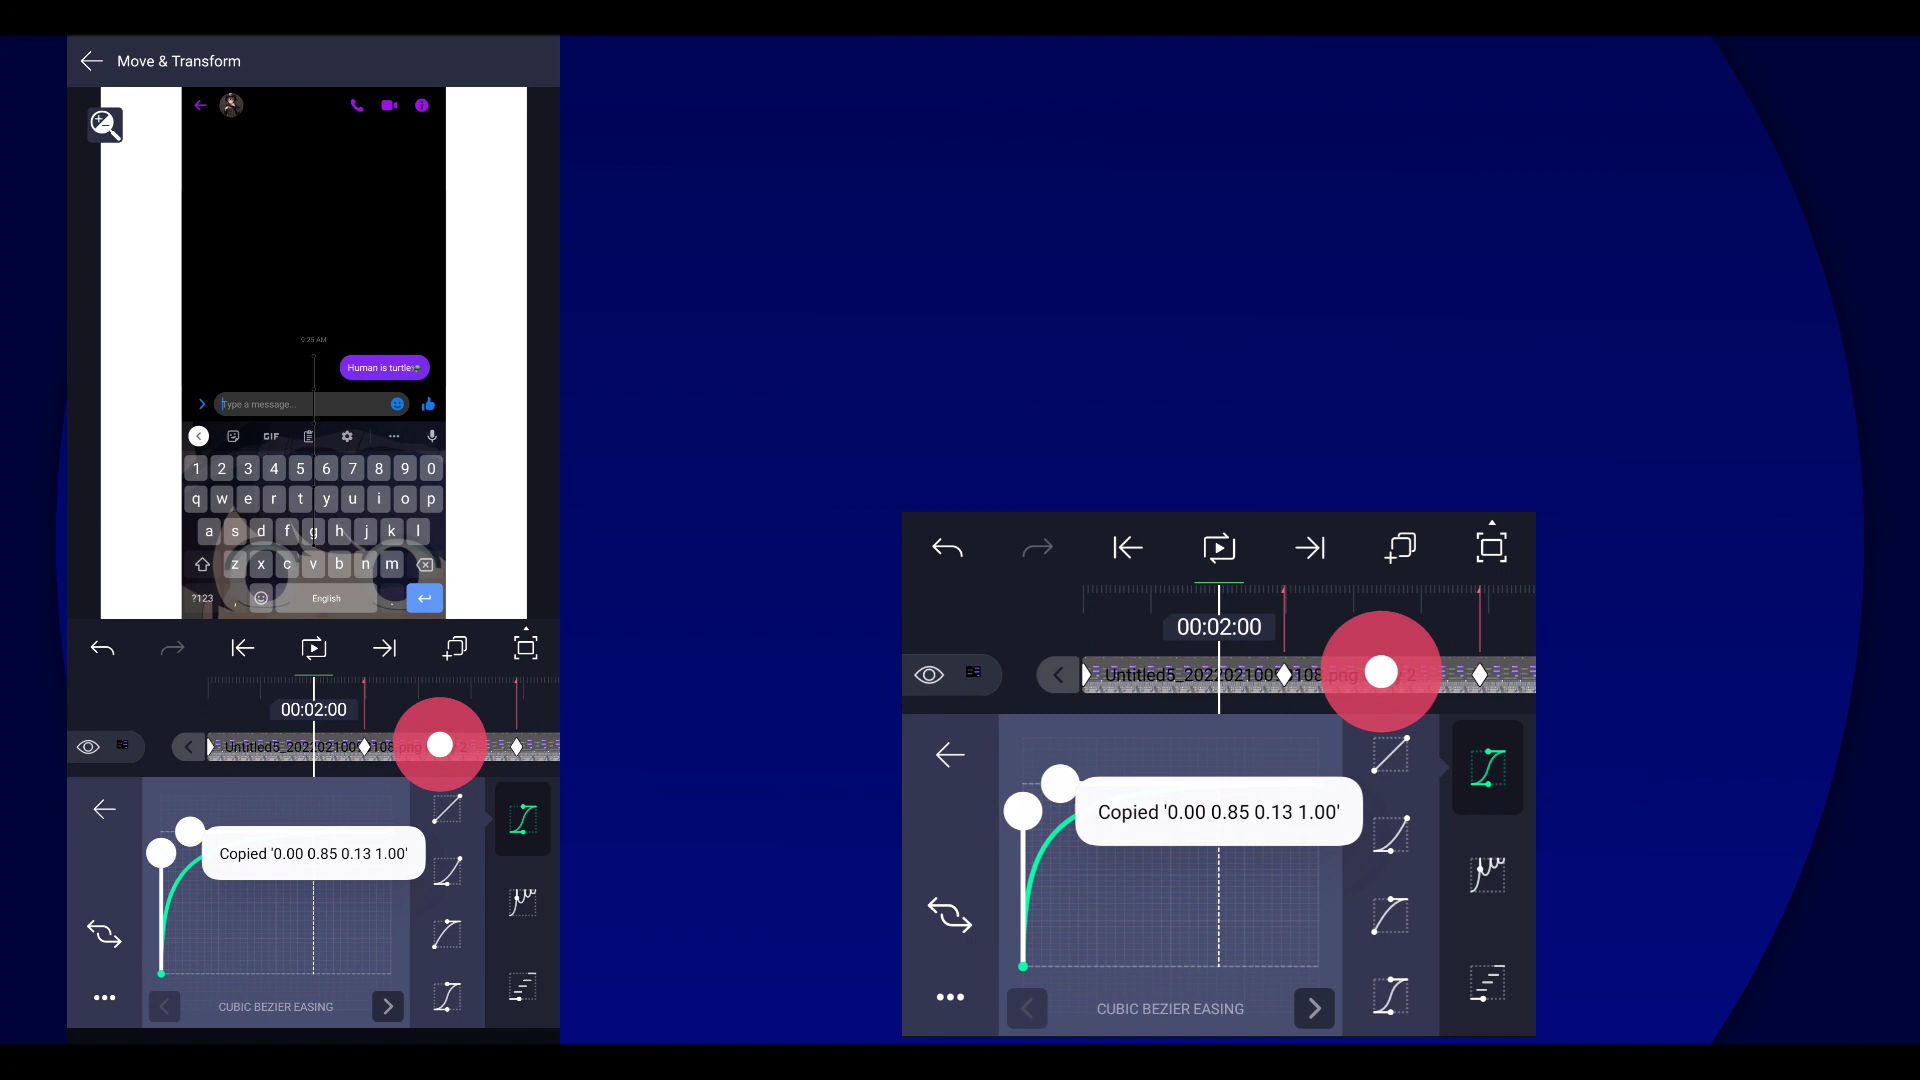 Move & Transform
9:25 AM
Human is turtle
Type a message...
GIF
1 2 3 4 5 6 7 8 9 0
q w e r t y u i o p
a s d f g h j k l
z x c v b n m
?123 , English .
00:02:00
Copied '0.00 0.85 0.13 1.00'
CUBIC BEZIER EASING
00:02:00
Copied '0.00 0.85 0.13 1.00'
CUBIC BEZIER EASING